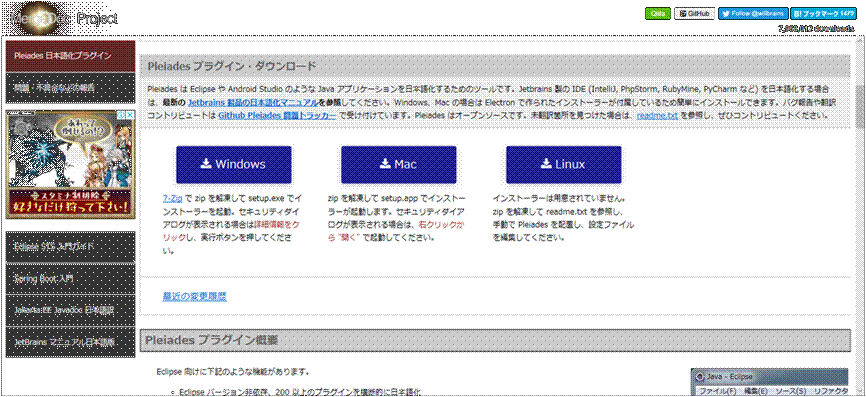 MergeDoc Project
Qiita
GitHub
Follow @willbrains
B! ブックマーク 1479
Pleiades 日本語化プラグイン
問題・不具合などの報告
Eclipse STS 入門ガイド
Spring Boot 入門
Jakarta EE Javadoc 日本語訳
JetBrains マニュアル日本語版
スタミナ制廃除
好きなだけ狩って下さい!
Pleiades プラグイン・ダウンロード
Pleiades は Eclipse や Android Studio のような Java アプリケーションを日本語化するためのツールです。Jetbrains 製の IDE (IntelliJ, PhpStorm, RubyMine, PyCharm など) を日本語化する場合
は、最新の Jetbrains 製品の日本語化マニュアルを参照してください。Windows、Mac の場合は Electron で作られたインストーラーが付属しているため簡単にインストールできます。バグ報告や翻訳
コントリビュートは Github Pleiades 問題トラッカー で受け付けています。Pleiades はオープンソースです。未翻訳箇所を見つけた場合は、readme.txt を参照し、ぜひコントリビュートください。
Windows
7-Zip で zip を解凍して setup.exe でイ
ンストーラーを起動。セキュリティダイ
アログが表示される場合は詳細情報をク
リックし、実行ボタンを押してくださ
い。
Mac
zip を解凍して setup.app でインストー
ラーが起動します。セキュリティダイア
ログが表示される場合は、右クリックか
ら "開く" で起動してください。
Linux
インストーラーは用意されていません。
zip を解凍して readme.txt を参照し、
手動で Pleiades を配置し、設定ファイル
を編集してください。
最近の変更履歴
Pleiades プラグイン概要
Eclipse 向けに下記のような機能があります。
Eclipse バージョン非依存、200 以上のプラグインを横断的に日本語化
Java - Eclipse
ファイル(F) 編集(E) ソース(S) リファクタ